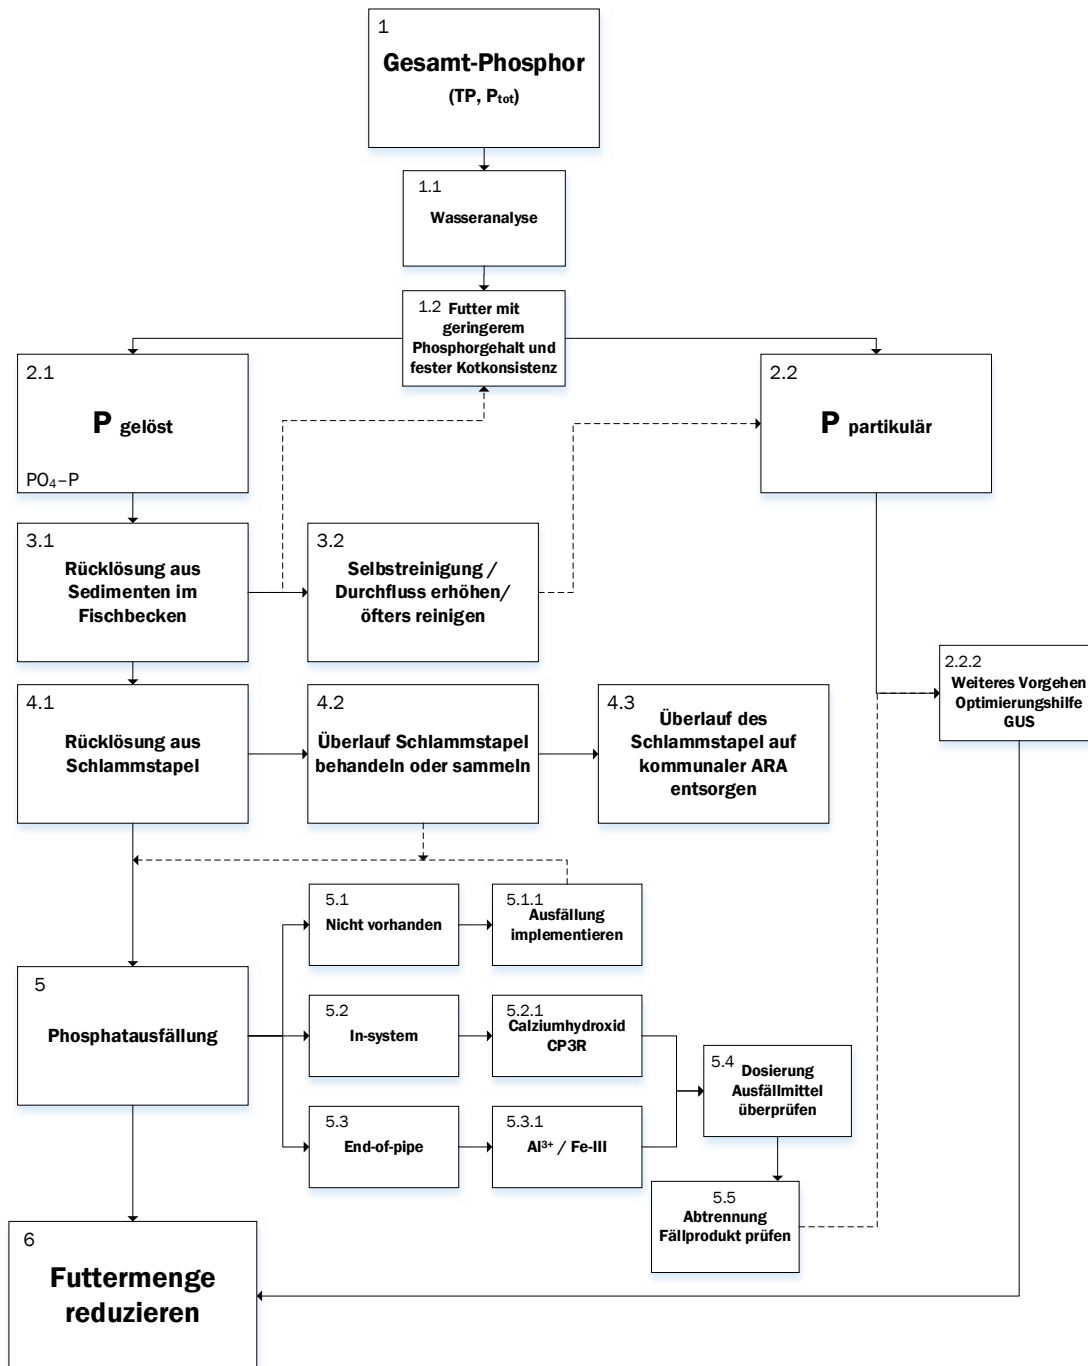 1
Gesamt-Phosphor
(TP, Ptot)
1.1
Wasseranalyse
1.2 Futter mit
geringerem
Phosphorgehalt und
fester Kotkonsistenz
2.1
P gelöst
PO₄–P
2.2
P partikulär
3.1
Rücklösung aus
Sedimenten im
Fischbecken
3.2
Selbstreinigung /
Durchfluss erhöhen/
öfters reinigen
2.2.2
Weiteres Vorgehen
Optimierungshilfe
GUS
4.1
Rücklösung aus
Schlammstapel
4.2
Überlauf Schlammstapel
behandeln oder sammeln
4.3
Überlauf des
Schlammstapel auf
kommunaler ARA
entsorgen
5.1
Nicht vorhanden
5.1.1
Ausfällung
implementieren
5
Phosphatausfällung
5.2
In-system
5.2.1
Calziumhydroxid
CP3R
5.3
End-of-pipe
5.3.1
Al³⁺ / Fe-III
5.4
Dosierung
Ausfällmittel
überprüfen
5.5
Abtrennung
Fällprodukt prüfen
6
Futtermenge
reduzieren